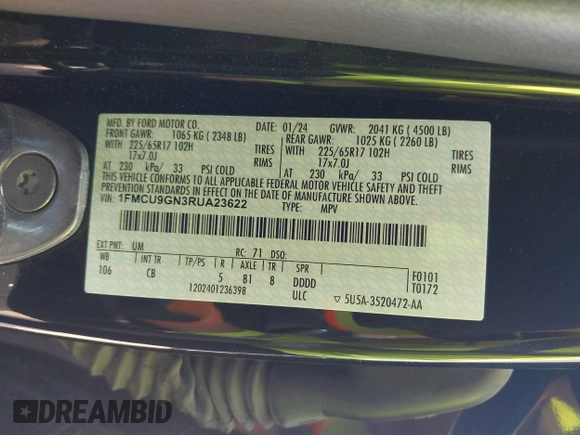 MFD. BY FORD MOTOR CO.
01/24 GVWR: 2041 KG ( 4500 LB)
FRONT GAWR: 1065 KG ( 2348 LB)
REAR GAWR: 1025 KG ( 2260 LB)
WITH 225/65R17 102H TIRES
WITH 225/65R17 102H TIRES
17x7.0J RIMS
17x7.0J RIMS
AT 230 kPa/ 33 PSI COLD
AT 230 kPa/ 33 PSI COLD
THIS VEHICLE CONFORMS TO ALL APPLICABLE FEDERAL MOTOR VEHICLE SAFETY AND THEFT
PREVENTION STANDARDS IN EFFECT ON THE DATE OF MANUFACTURE SHOWN ABOVE.
VIN: 1FMCU9GN3RUA23622
TYPE: MPV
EXT PNT: UM RC: 71 DSO:
WB INT TR TP/PS R AXLE TR SPR
106 CB 5 81 8 DDDD
F0101
T0172
1202401236398 ULC
▽ 5U5A-3520472-AA
DREAMBID